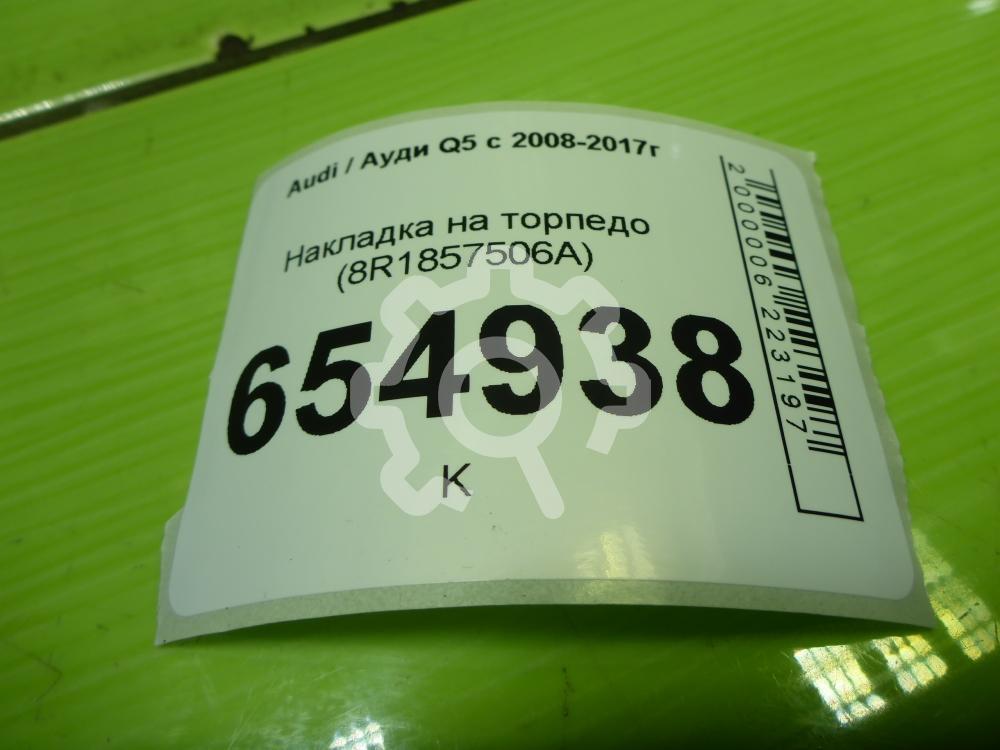 Audi / Ауди Q5 с 2008-2017г
Накладка на торпедо
(8R1857506A)
654938
К
2000006223197